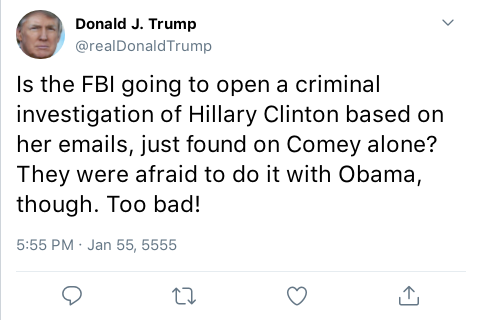 Donald J. Trump
@realDonaldTrump
Is the FBI going to open a criminal
investigation of Hillary Clinton based on
her emails, just found on Comey alone?
They were afraid to do it with Obama,
though. Too bad!
5:55 PM · Jan 55, 5555